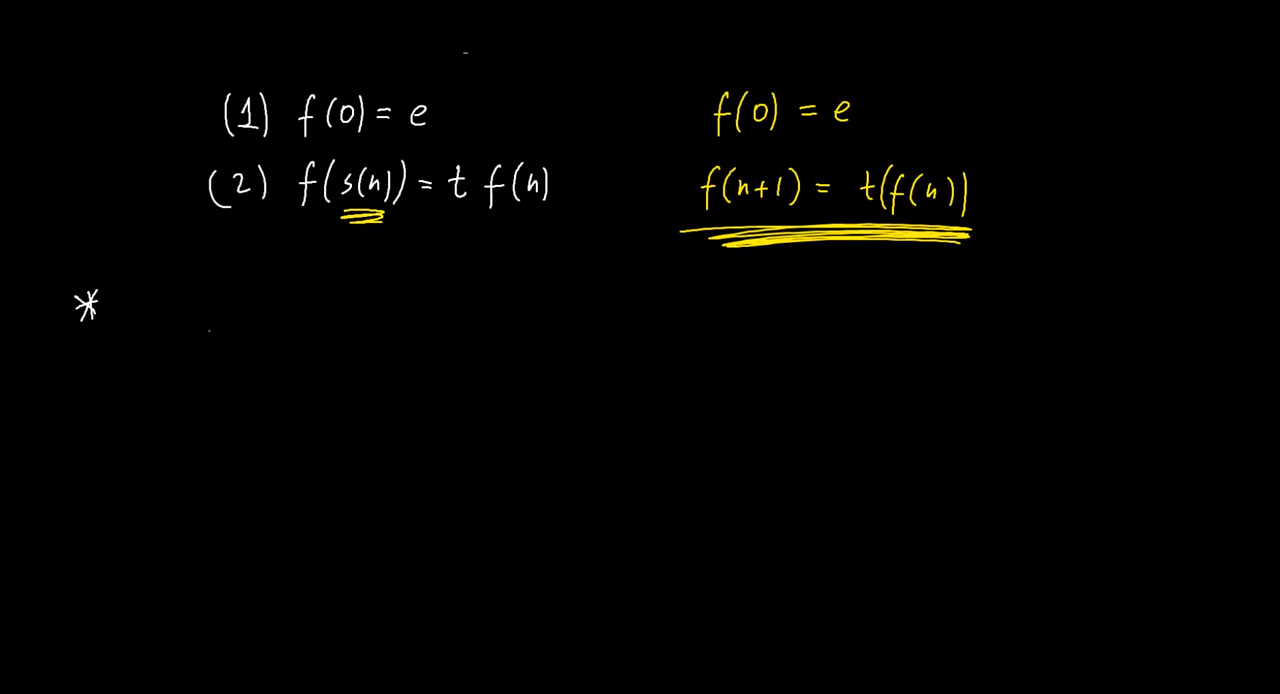 (1) f(0) = e
(2) f(s(n)) = t f(n)
f(0) = e
f(n+1) = t(f(n))
*